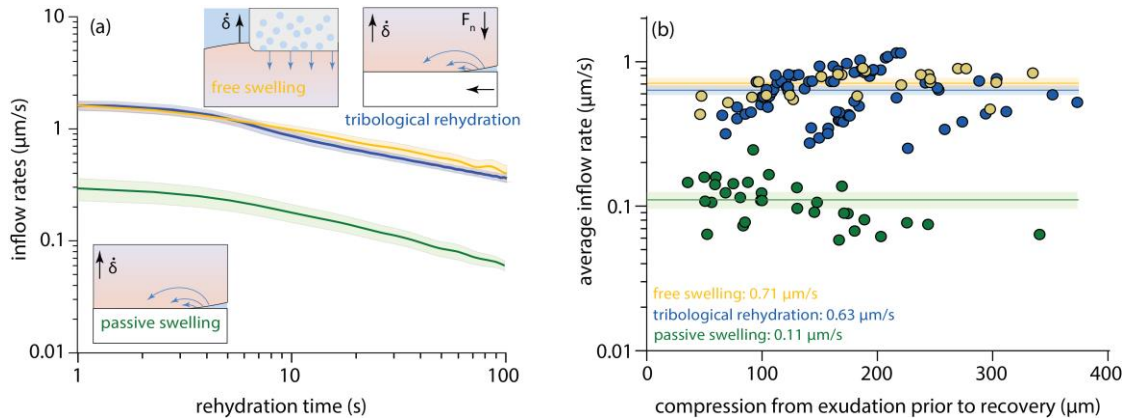 (a)
δ̇
free swelling
δ̇
Fn
tribological rehydration
δ̇
passive swelling
10
1
0.1
0.01
inflow rates (µm/s)
1
10
100
rehydration time (s)
(b)
1
0.1
0.01
average inflow rate (µm/s)
free swelling: 0.71 µm/s
tribological rehydration: 0.63 µm/s
passive swelling: 0.11 µm/s
0
100
200
300
400
compression from exudation prior to recovery (µm)